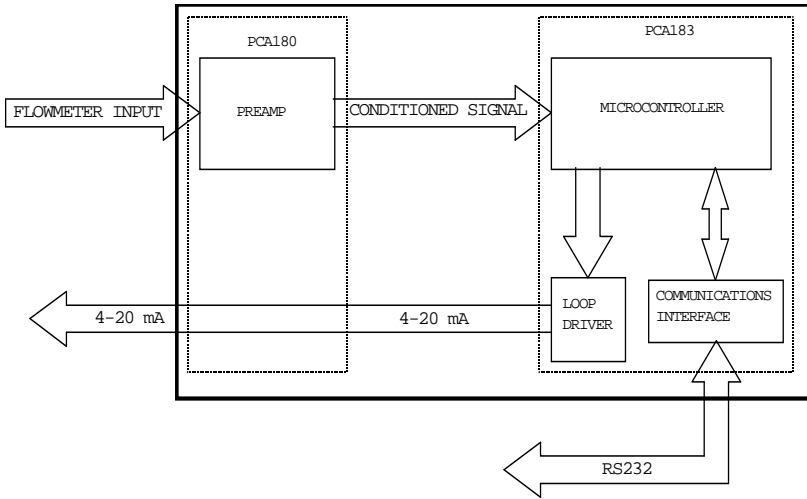 PCA180
PCA183
FLOWMETER INPUT
PREAMP
CONDITIONED SIGNAL
MICROCONTROLLER
4-20 mA
4-20 mA
LOOP
DRIVER
COMMUNICATIONS
INTERFACE
RS232